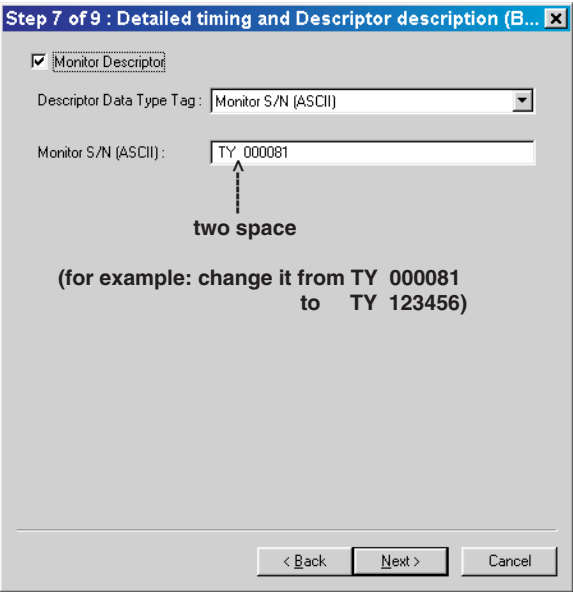 Step 7 of 9 : Detailed timing and Descriptor description (B...
Monitor Descriptor
Descriptor Data Type Tag : Monitor S/N (ASCII)
Monitor S/N (ASCII) : TY  000081
two space
(for example: change it from TY  000081
to TY  123456)
< Back Next > Cancel